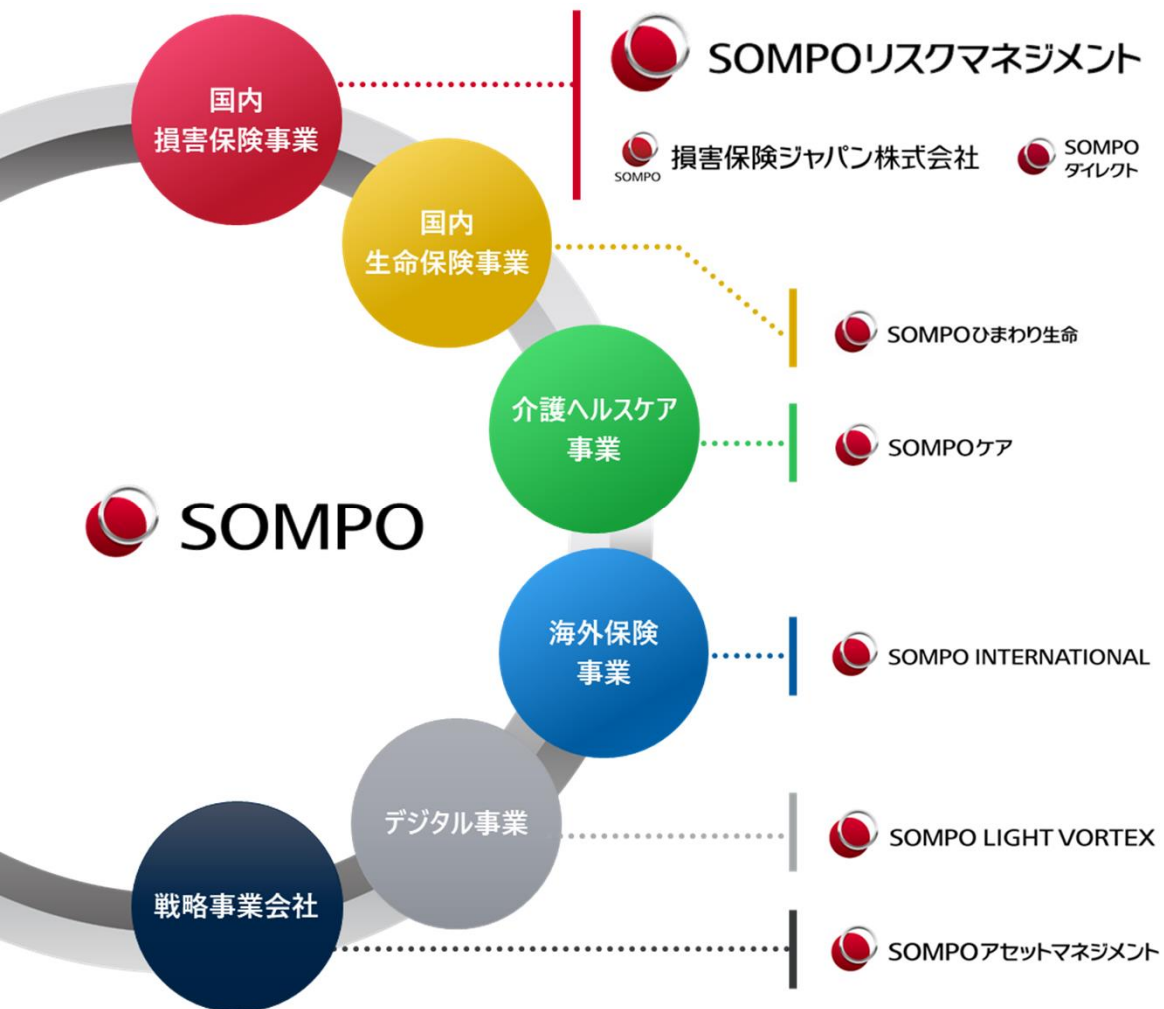 国内
損害保険事業
SOMPOリスクマネジメント
SOMPO
損害保険ジャパン株式会社
SOMPO
ダイレクト
国内
生命保険事業
SOMPOひまわり生命
介護ヘルスケア
事業
SOMPOケア
SOMPO
海外保険
事業
SOMPO INTERNATIONAL
デジタル事業
SOMPO LIGHT VORTEX
戦略事業会社
SOMPOアセットマネジメント